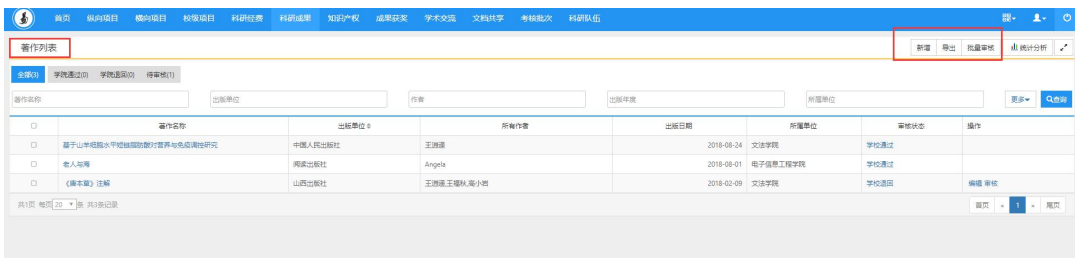 首页 纵向项目 横向项目 校级项目 科研经费 科研成果 知识产权 成果获奖 学术交流 文档共享 考核批次 科研队伍
著作列表 新增 导出 批量审核 统计分析
全部(3) 学院通过(0) 学院退回(0) 待审核(1)
著作名称 出版单位 作者 出版年度 所属单位 更多 查询
著作名称 出版单位 所有作者 出版日期 所属单位 审核状态 操作
基于山羊细胞水平短链脂肪酸对营养与免疫调控研究 中国人民出版社 王逍遥 2018-08-24 文法学院 学校通过
老人与海 阅读出版社 Angela 2018-08-01 电子信息工程学院 学校通过
《唐本草》注解 山西出版社 王逍遥,王福秋,高小岩 2018-02-09 文法学院 学校退回 编辑 审核
共1页 每页 20 条 共3条记录 首页 « 1 » 尾页